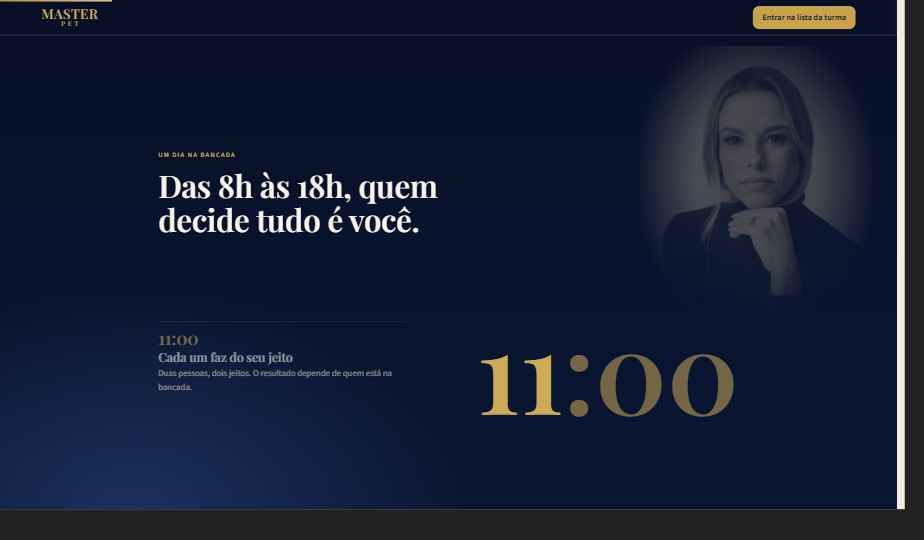 MASTER
PET
Entrar na lista da turma
UM DIA NA BANCADA
Das 8h às 18h, quem
decide tudo é você.
11:00
Cada um faz do seu jeito
Duas pessoas, dois jeitos. O resultado depende de quem está na
bancada.
11:00